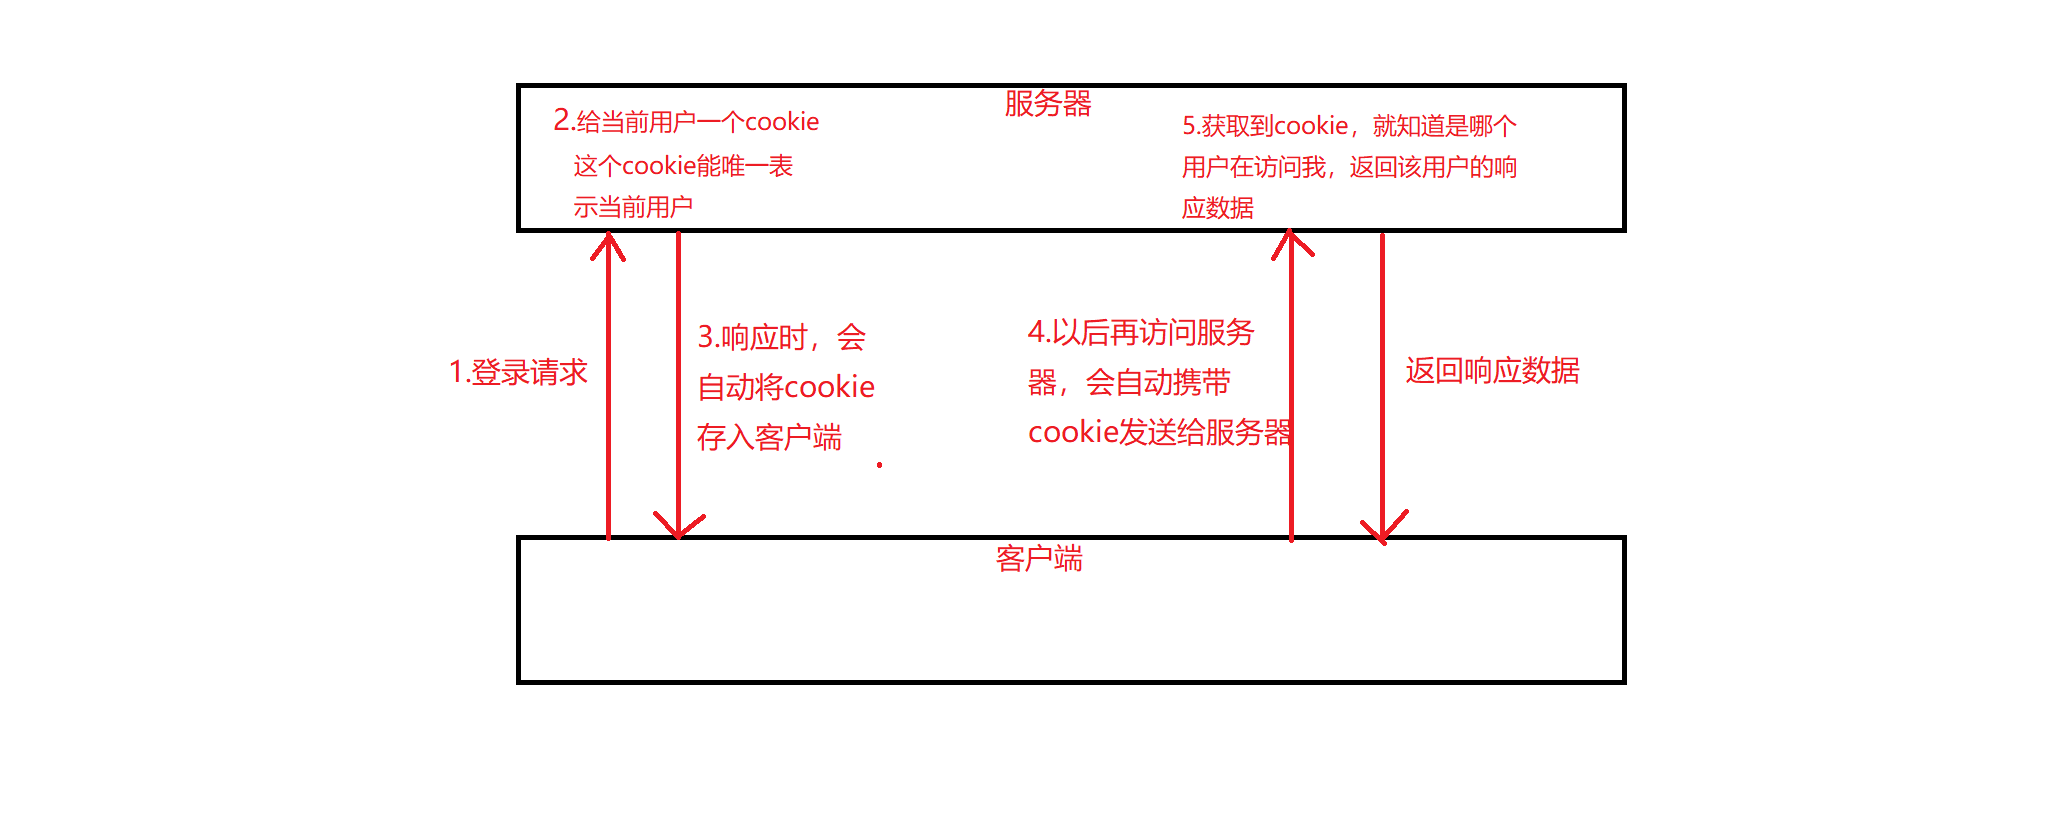 服务器
2.给当前用户一个cookie
这个cookie能唯一表
示当前用户
5.获取到cookie，就知道是哪个
用户在访问我，返回该用户的响
应数据
1.登录请求
3.响应时，会
自动将cookie
存入客户端
4.以后再访问服务
器，会自动携带
cookie发送给服务器
返回响应数据
客户端